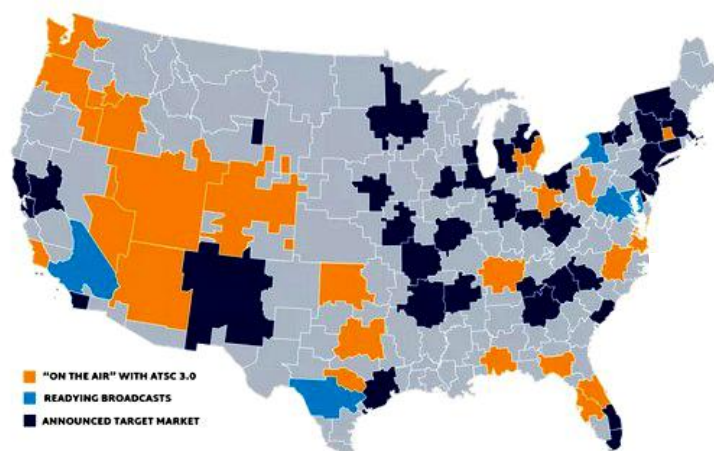 “ON THE AIR” WITH ATSC 3.0
READYING BROADCASTS
ANNOUNCED TARGET MARKET